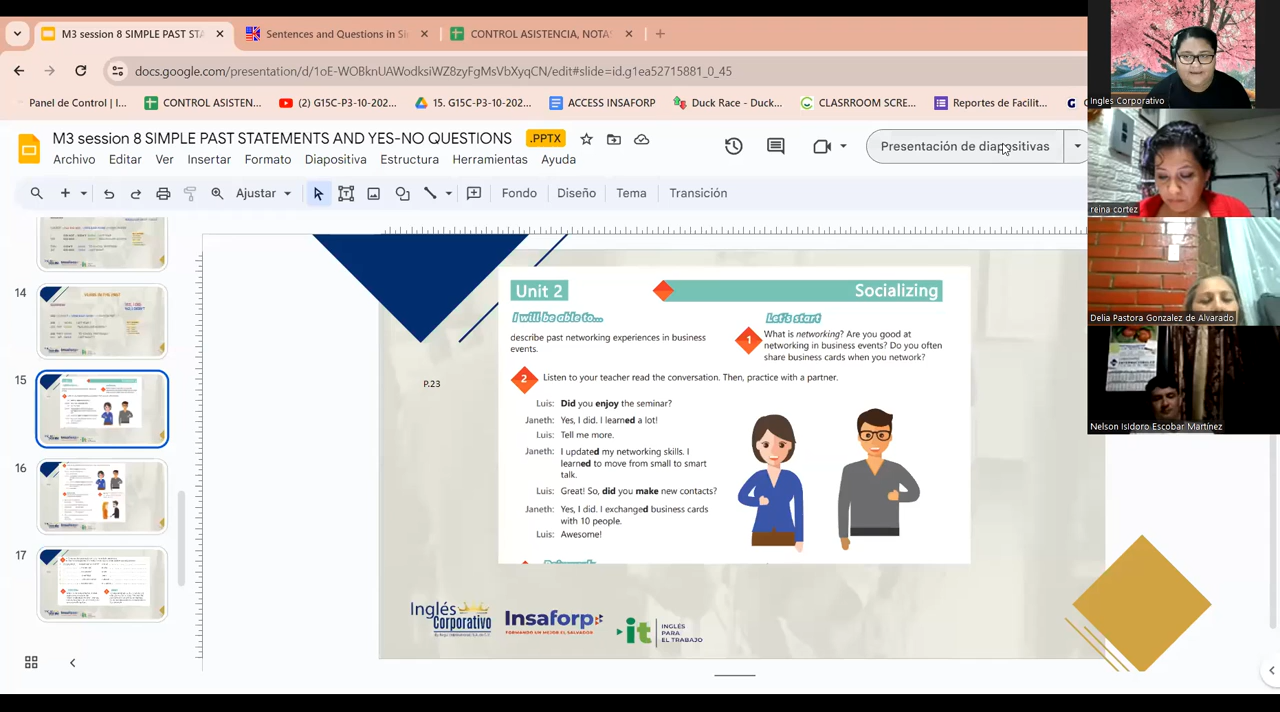 M3 session 8 SIMPLE PAST STA
Sentences and Questions in Si
CONTROL ASISTENCIA, NOTAS
docs.google.com/presentation/d/1oE-WOBknUAWodksiWZ8zyFgMsVbXyqCN/edit#slide=id.g1ea52715881_0_45
Panel de Control | I...
CONTROL ASISTEN...
(2) G15C-P3-10-202...
15. G15C-P3-10-202...
ACCESS INSAFORP
Duck Race - Duck...
CLASRROOM SCRE...
Reportes de Facilit...
M3 session 8 SIMPLE PAST STATEMENTS AND YES-NO QUESTIONS
.PPTX
Presentación de diapositivas
Archivo Editar Ver Insertar Formato Diapositiva Estructura Herramientas Ayuda
Ajustar
Fondo Diseño Tema Transición
14
15
16
17
Unit 2
Socializing
I will be able to...
describe past networking experiences in business
events.
Let's start
1
What is networking? Are you good at
networking in business events? Do you often
share business cards when you network?
P.23
2
Listen to your teacher read the conversation. Then, practice with a partner.
Luis: Did you enjoy the seminar?
Janeth: Yes, I did. I learned a lot!
Luis: Tell me more.
Janeth: I updated my networking skills. I
learned to move from small to smart
talk.
Luis: Great! So, did you make new contacts?
Janeth: Yes, I did. I exchanged business cards
with 10 people.
Luis: Awesome!
Inglés
Corporativo
Insaforp
FORMANDO UN MEJOR EL SALVADOR
it
INGLÉS
PARA
EL TRABAJO
Ingles Corporativo
reina cortez
Delia Pastora Gonzalez de Alvarado
Nelson Isidoro Escobar Martínez